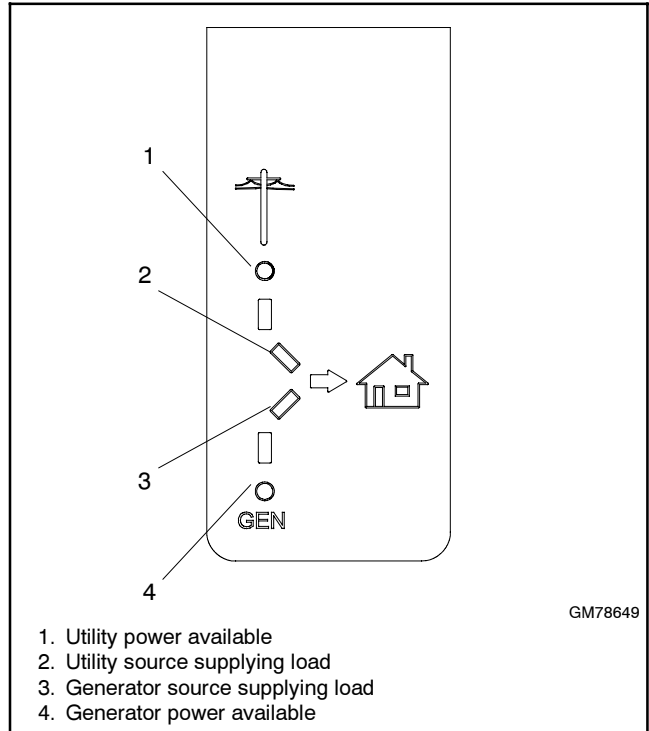 1
2
3
GEN
4
GM78649
1. Utility power available
2. Utility source supplying load
3. Generator source supplying load
4. Generator power available